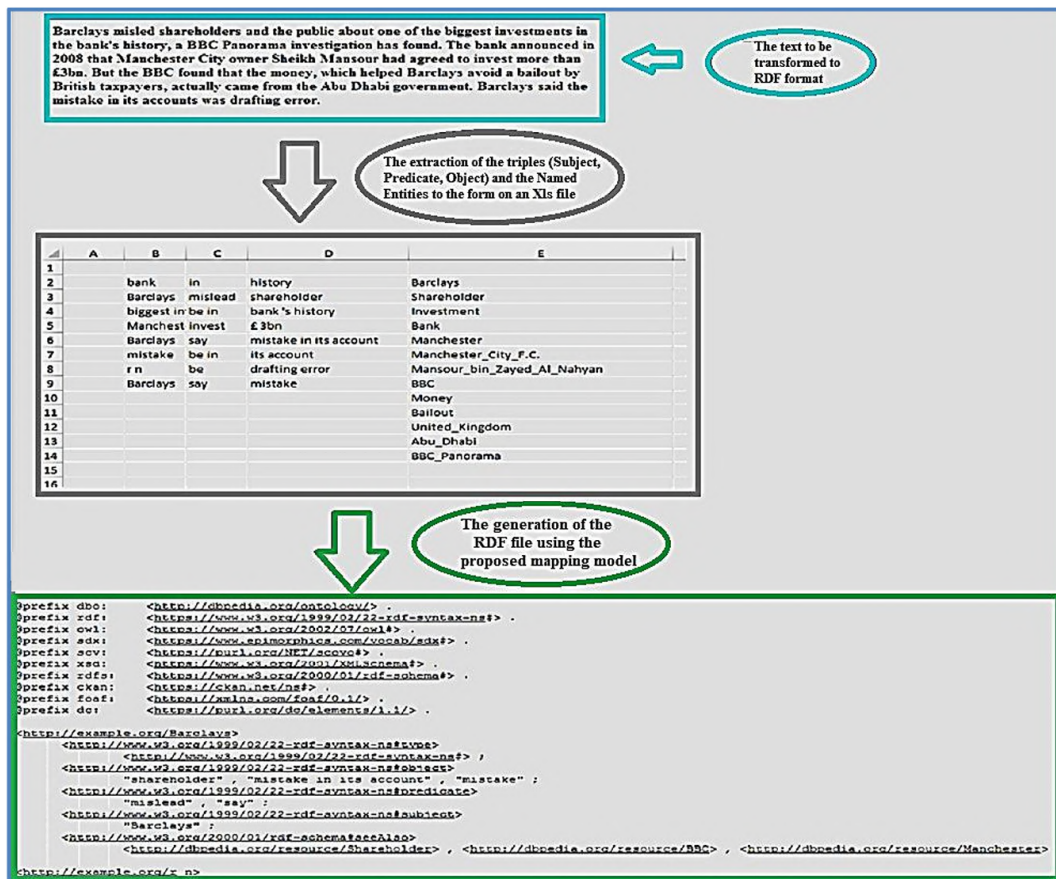 Barclays misled shareholders and the public about one of the biggest investments in
the bank's history, a BBC Panorama investigation has found. The bank announced in
2008 that Manchester City owner Sheikh Mansour had agreed to invest more than
£3bn. But the BBC found that the money, which helped Barclays avoid a bailout by
British taxpayers, actually came from the Abu Dhabi government. Barclays said the
mistake in its accounts was drafting error.
The text to be
transformed to
RDF format
The extraction of the triples (Subject,
Predicate, Object) and the Named
Entities to the form on an Xls file
A B C D E
1
2 bank in history Barclays
3 Barclays mislead shareholder Shareholder
4 biggest in be in bank's history Investment
5 Manchest invest £3bn Bank
6 Barclays say mistake in its account Manchester
7 mistake be in its account Manchester_City_F.C.
8 r n be drafting error Mansour_bin_Zayed_Al_Nahyan
9 Barclays say mistake BBC
10 Money
11 Bailout
12 United_Kingdom
13 Abu_Dhabi
14 BBC_Panorama
15
16
The generation of the
RDF file using the
proposed mapping model
@prefix dbo: <http://dbpedia.org/ontology/> .
@prefix rdf: <https://www.w3.org/1999/02/22-rdf-syntax-ns#> .
@prefix owl: <https://www.w3.org/2002/07/owl#> .
@prefix sdx: <https://www.epimorphics.com/vocab/sdx#> .
@prefix scv: <https://purl.org/NET/scovo#> .
@prefix xsd: <https://www.w3.org/2001/XMLSchema#> .
@prefix rdfs: <https://www.w3.org/2000/01/rdf-schema#> .
@prefix ckan: <https://ckan.net/ns#> .
@prefix foaf: <https://xmlns.com/foaf/0.1/> .
@prefix dc: <https://purl.org/dc/elements/1.1/> .
<http://example.org/Barclays>
<http://www.w3.org/1999/02/22-rdf-syntax-ns#type>
<http://www.w3.org/1999/02/22-rdf-syntax-ns#> ;
<http://www.w3.org/1999/02/22-rdf-syntax-ns#object>
"shareholder" , "mistake in its account" , "mistake" ;
<http://www.w3.org/1999/02/22-rdf-syntax-ns#predicate>
"mislead" , "say" ;
<http://www.w3.org/1999/02/22-rdf-syntax-ns#subject>
"Barclays" ;
<http://www.w3.org/2000/01/rdf-schema#seeAlso>
<http://dbpedia.org/resource/Shareholder> , <http://dbpedia.org/resource/BBC> , <http://dbpedia.org/resource/Manchester>
<http://example.org/r n>